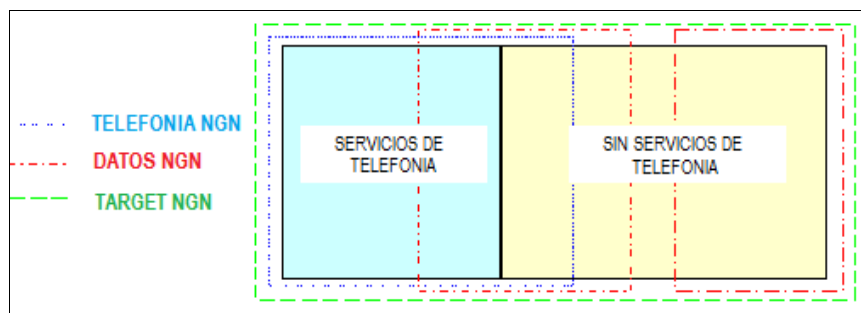 TELEFONIA NGN
DATOS NGN
TARGET NGN
SERVICIOS DE
TELEFONIA
SIN SERVICIOS DE
TELEFONIA